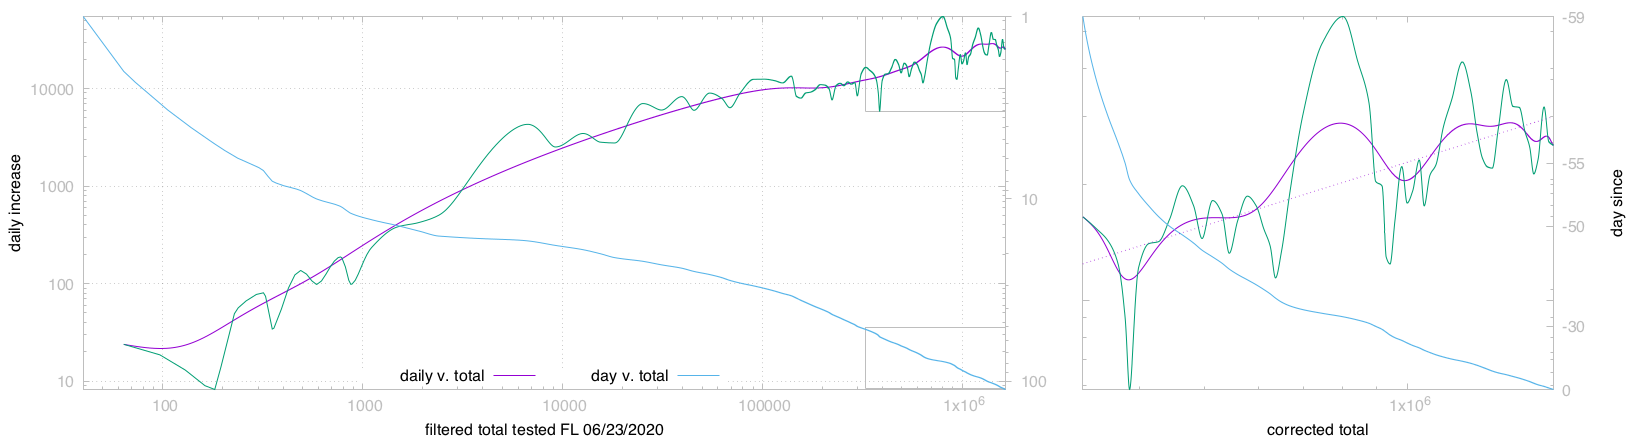 daily increase
10000
1000
100
10
100
1000
10000
100000
1x10^6
1
10
100
daily v. total
day v. total
filtered total tested FL 06/23/2020
1x10^6
-59
-55
-50
-30
0
day since
corrected total